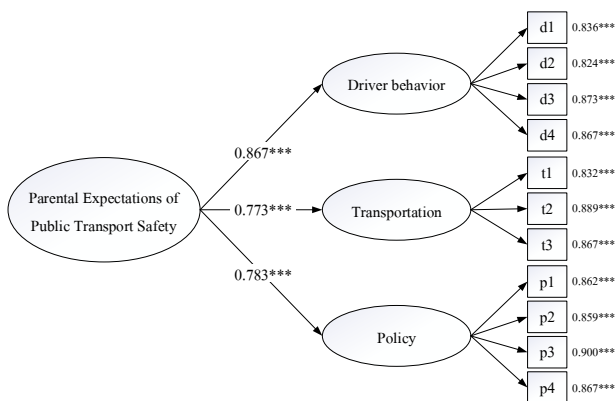 d1 0.836***
d2 0.824***
Driver behavior
d3 0.873***
d4 0.867***
0.867***
t1 0.832***
Parental Expectations of
Public Transport Safety
0.773***
Transportation
t2 0.889***
t3 0.867***
0.783***
p1 0.862***
p2 0.859***
Policy
p3 0.900***
p4 0.867***